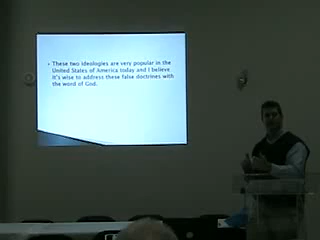 These two ideologies are very popular in the
United States of America today and I believe
it's wise to address these false doctrines with
the word of God.